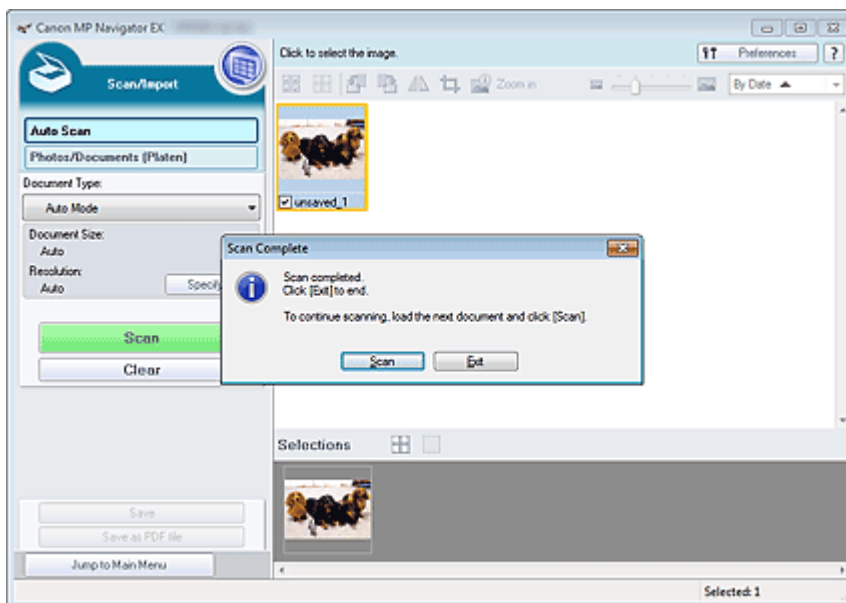 Canon MP Navigator EX
Scan/Import
Click to select the image.
Preferences
?
Zoom in
By Date
Auto Scan
Photos/Documents (Platen)
Document Type:
Auto Mode
Document Size:
Auto
Resolution:
Auto
Specify
Scan
Clear
unsaved_1
Scan Complete
Scan completed.
Click [Exit] to end.
To continue scanning, load the next document and click [Scan].
Scan
Exit
Selections
Save
Save as PDF file
Jump to Main Menu
Selected: 1